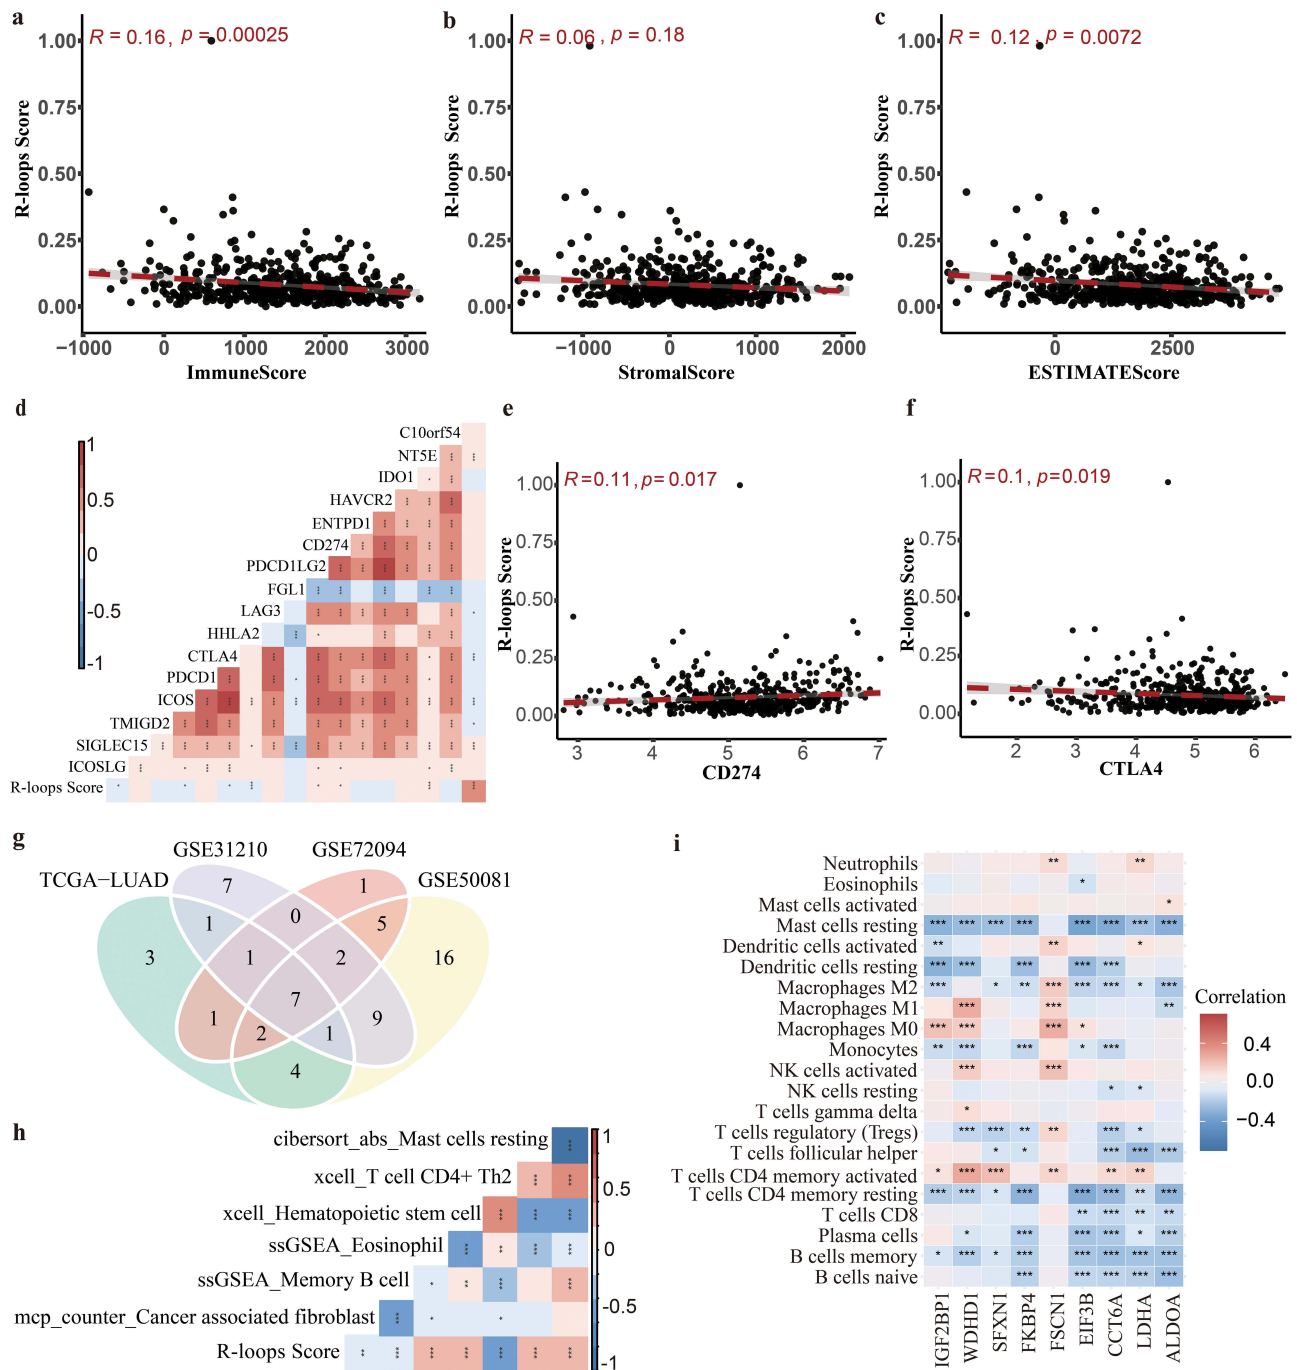 a
R = 0.16, p = 0.00025
1.00
0.75
0.50
0.25
0.00
R-loops Score
−1000 0 1000 2000 3000
ImmuneScore
b
R = 0.06, p = 0.18
1.00
0.75
0.50
0.25
0.00
R-loops Score
−1000 0 1000 2000
StromalScore
c
R = 0.12, p = 0.0072
1.00
0.75
0.50
0.25
0.00
R-loops Score
0 2500
ESTIMATEScore
d
1
0.5
0
-0.5
-1
C10orf54
NT5E
IDO1
HAVCR2
ENTPD1
CD274
PDCD1LG2
FGL1
LAG3
HHLA2
CTLA4
PDCD1
ICOS
TMIGD2
SIGLEC15
ICOSLG
R-loops Score
e
R=0.11, p=0.017
1.00
0.75
0.50
0.25
0.00
R-loops Score
3 4 5 6 7
CD274
f
R=0.1, p=0.019
1.00
0.75
0.50
0.25
0.00
R-loops Score
2 3 4 5 6
CTLA4
g
GSE31210 GSE72094
TCGA−LUAD GSE50081
7 1
1 0 5
3 1 2 16
7
1 2 1 9
4
h
cibersort_abs_Mast cells resting
xcell_T cell CD4+ Th2
xcell_Hematopoietic stem cell
ssGSEA_Eosinophil
ssGSEA_Memory B cell
mcp_counter_Cancer associated fibroblast
R-loops Score
1
0.5
0
-0.5
-1
i
Neutrophils
Eosinophils
Mast cells activated
Mast cells resting
Dendritic cells activated
Dendritic cells resting
Macrophages M2
Macrophages M1
Macrophages M0
Monocytes
NK cells activated
NK cells resting
T cells gamma delta
T cells regulatory (Tregs)
T cells follicular helper
T cells CD4 memory activated
T cells CD4 memory resting
T cells CD8
Plasma cells
B cells memory
B cells naive
IGF2BP1
WDHD1
SFXN1
FKBP4
FSCN1
EIF3B
CCT6A
LDHA
ALDOA
Correlation
0.4
0.0
−0.4